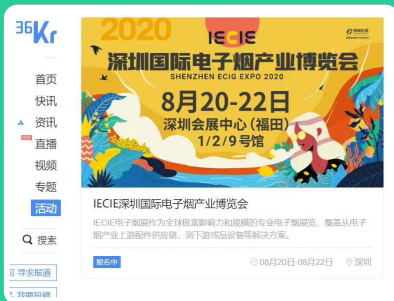 36Kr
首页
快讯
资讯
直播
视频
专题
活动
搜索
寻求报道
我要投稿
2020
IECIE
深圳国际电子烟产业博览会
SHENZHEN ECIG EXPO 2020
8月20-22日
深圳会展中心(福田)
1/2/9号馆
IECIE深圳国际电子烟产业博览会
IECIE电子烟展作为全球极富影响力和规模的专业电子烟展览，覆盖从电子
烟产业上游配件供应链，到下游成品设备等解决方案。
报名中
08月20日-08月22日
深圳